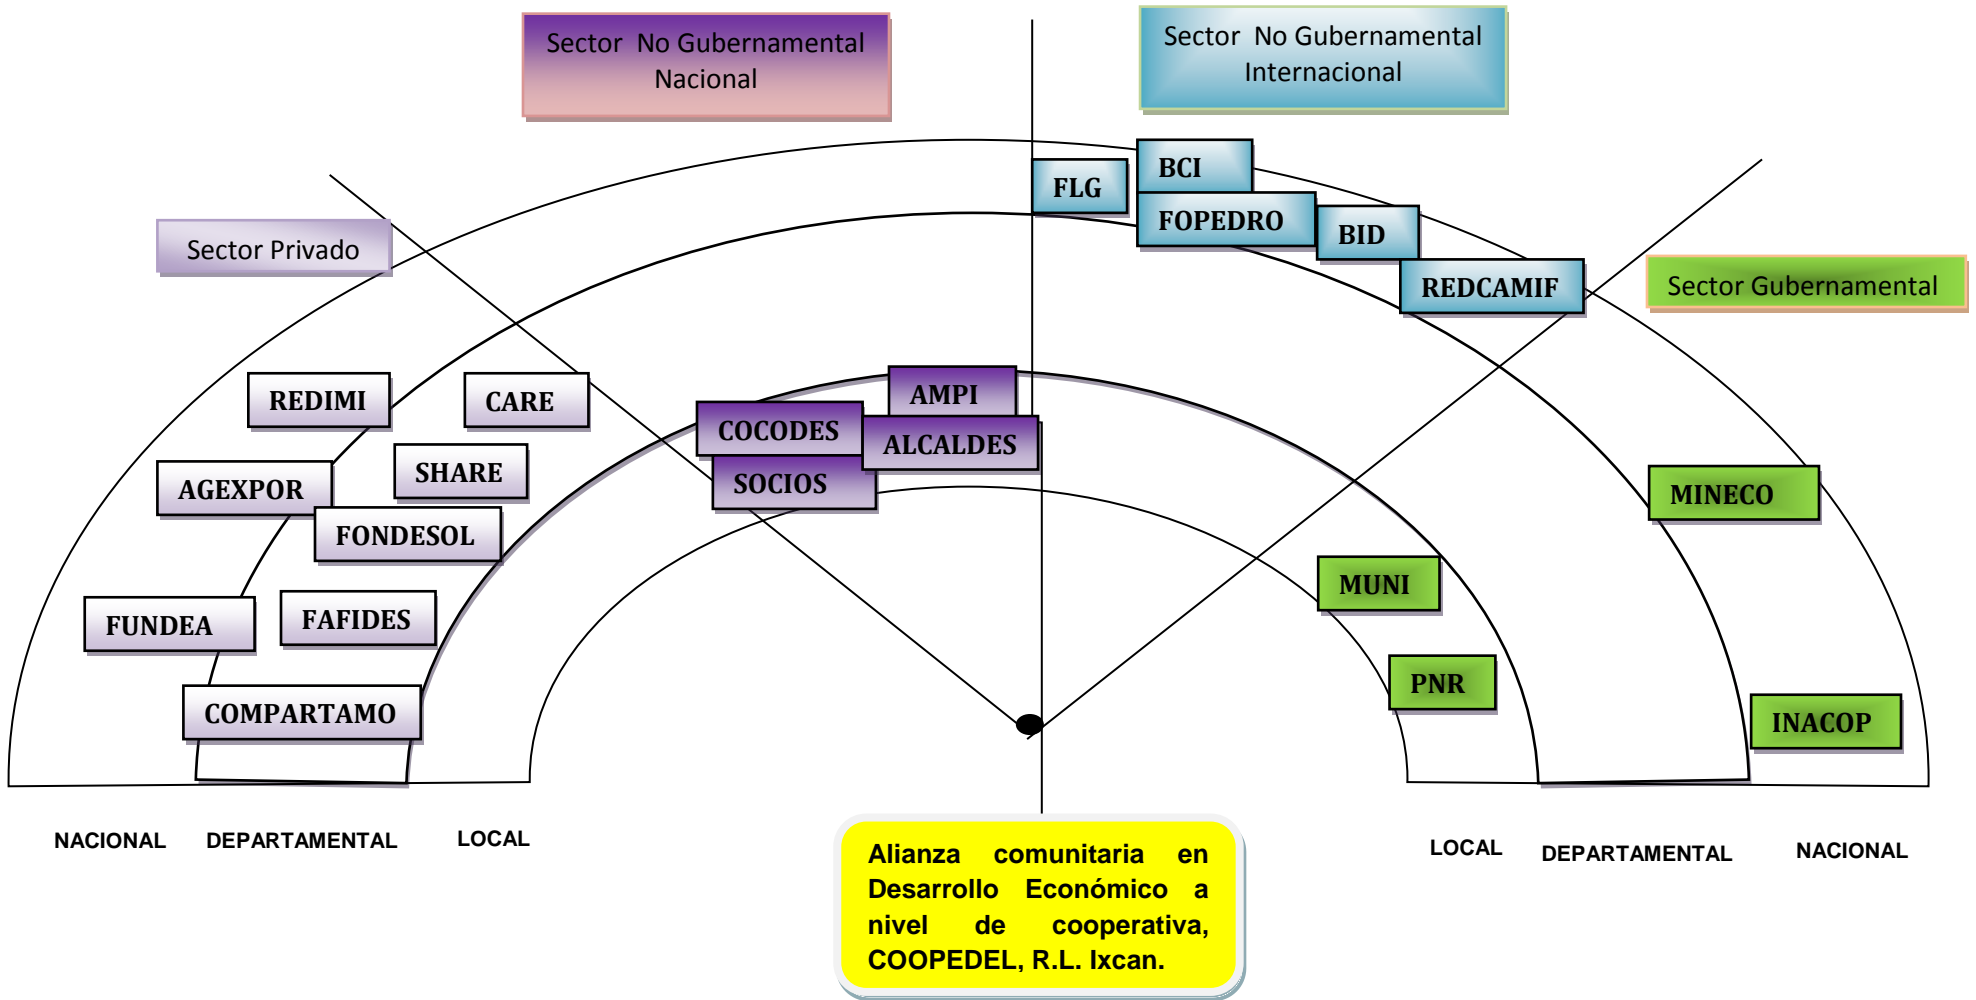 Sector  No Gubernamental
Nacional
Sector  No Gubernamental
Internacional
Sector Privado
Sector Gubernamental
FLG
BCI
FOPEDRO
BID
REDCAMIF
REDIMI
CARE
AGEXPOR
SHARE
FONDESOL
FUNDEA
FAFIDES
COMPARTAMO
AMPI
COCODES
ALCALDES
SOCIOS
MINECO
MUNI
PNR
INACOP
NACIONAL
DEPARTAMENTAL
LOCAL
LOCAL
DEPARTAMENTAL
NACIONAL
Alianza comunitaria en
Desarrollo Económico a
nivel de cooperativa,
COOPEDEL, R.L. Ixcan.